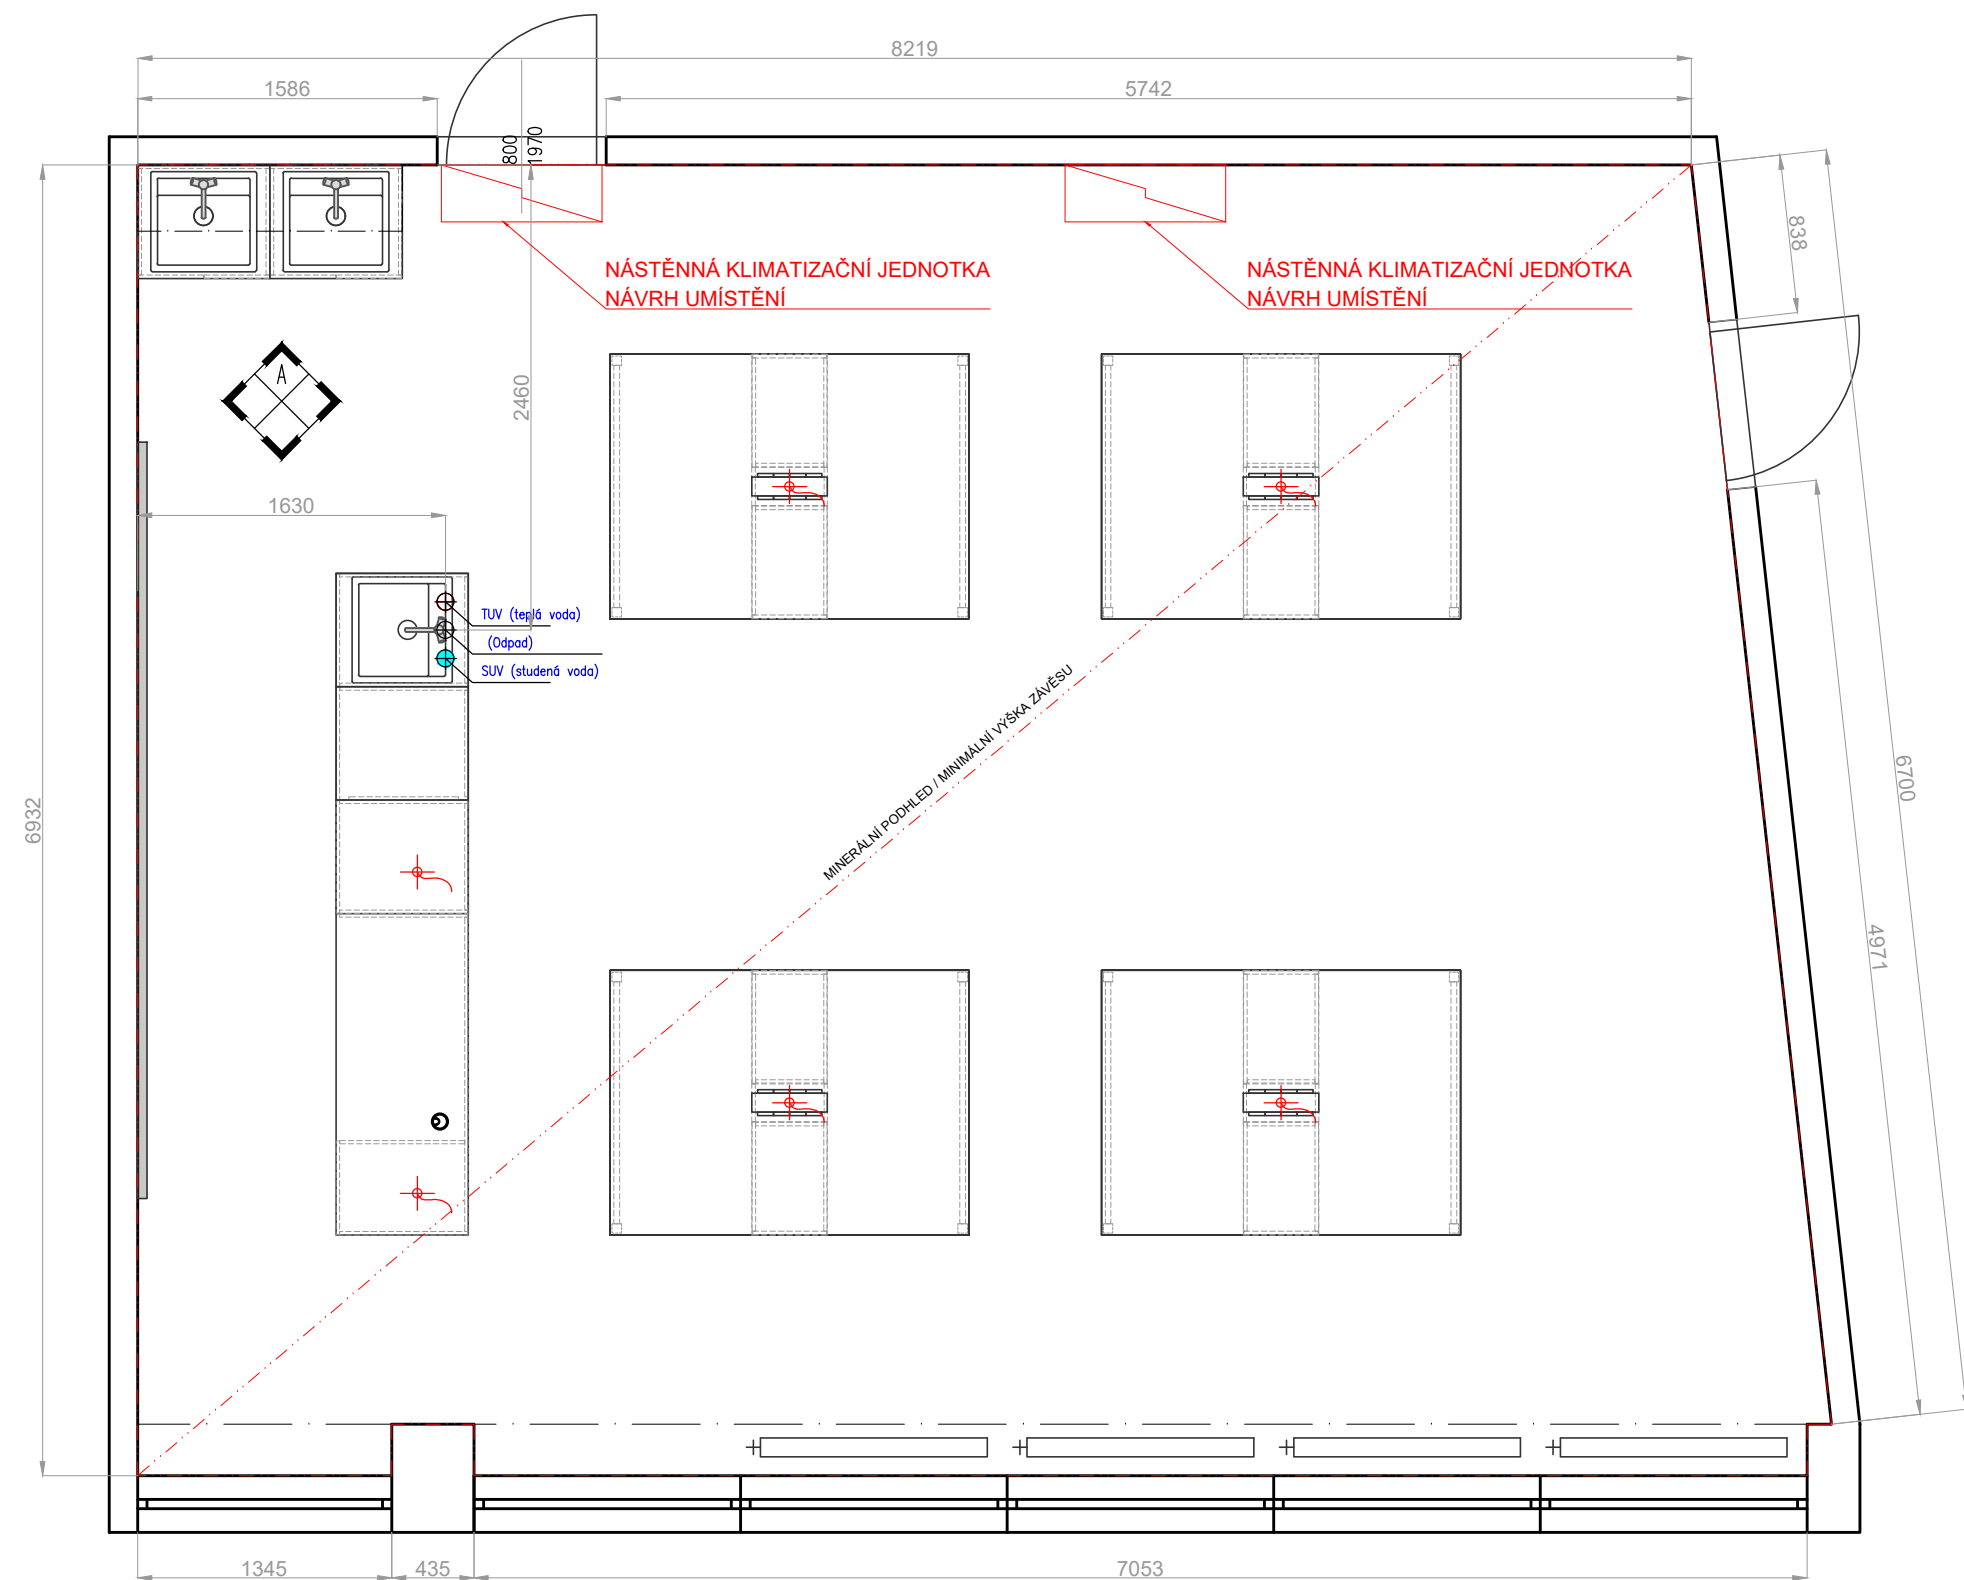 8219
1586
5742
800
1970
838
NÁSTĚNNÁ KLIMATIZAČNÍ JEDNOTKA
NÁVRH UMÍSTĚNÍ
NÁSTĚNNÁ KLIMATIZAČNÍ JEDNOTKA
NÁVRH UMÍSTĚNÍ
A
2460
1630
TUV (teplá voda)
(Odpad)
SUV (studená voda)
MINERÁLNÍ PODHLED / MINIMÁLNÍ VÝŠKA ZÁVĚSU
6932
6700
4971
1345
435
7053